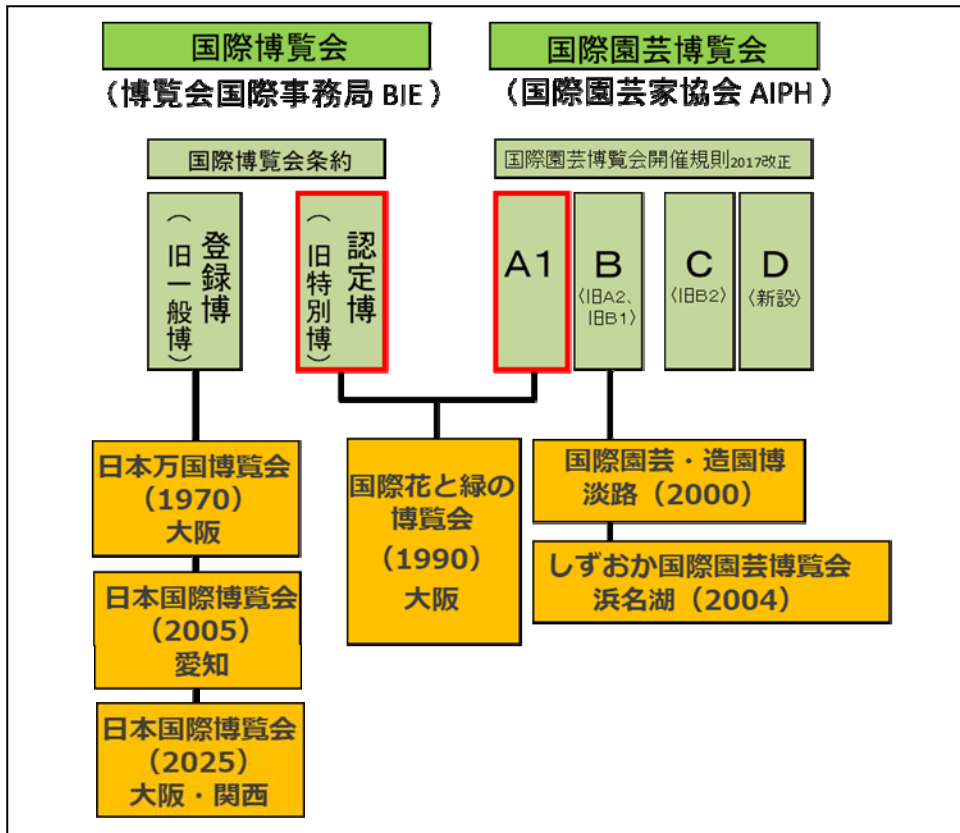 国際博覧会
(博覧会国際事務局 BIE )
国際園芸博覧会
(国際園芸家協会 AIPH )
国際博覧会条約
国際園芸博覧会開催規則2017改正
登録博
(旧一般博)
認定博
(旧特別博)
A1
B
〈旧A2、
旧B1〉
C
〈旧B2〉
D
〈新設〉
日本万国博覧会
(1970)
大阪
日本国際博覧会
(2005)
愛知
日本国際博覧会
(2025)
大阪・関西
国際花と緑の
博覧会
(1990)
大阪
国際園芸・造園博
淡路(2000)
しずおか国際園芸博覧会
浜名湖(2004)